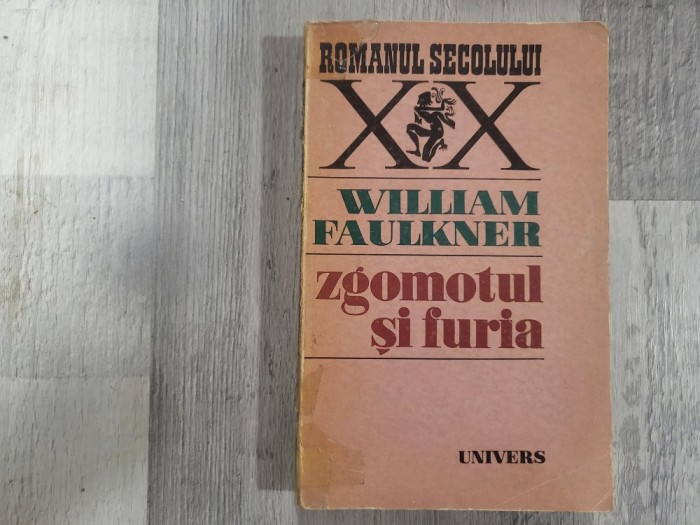 ROMANUL SECOLULUI
XX
WILLIAM
FAULKNER
zgomotul
și furia
UNIVERS